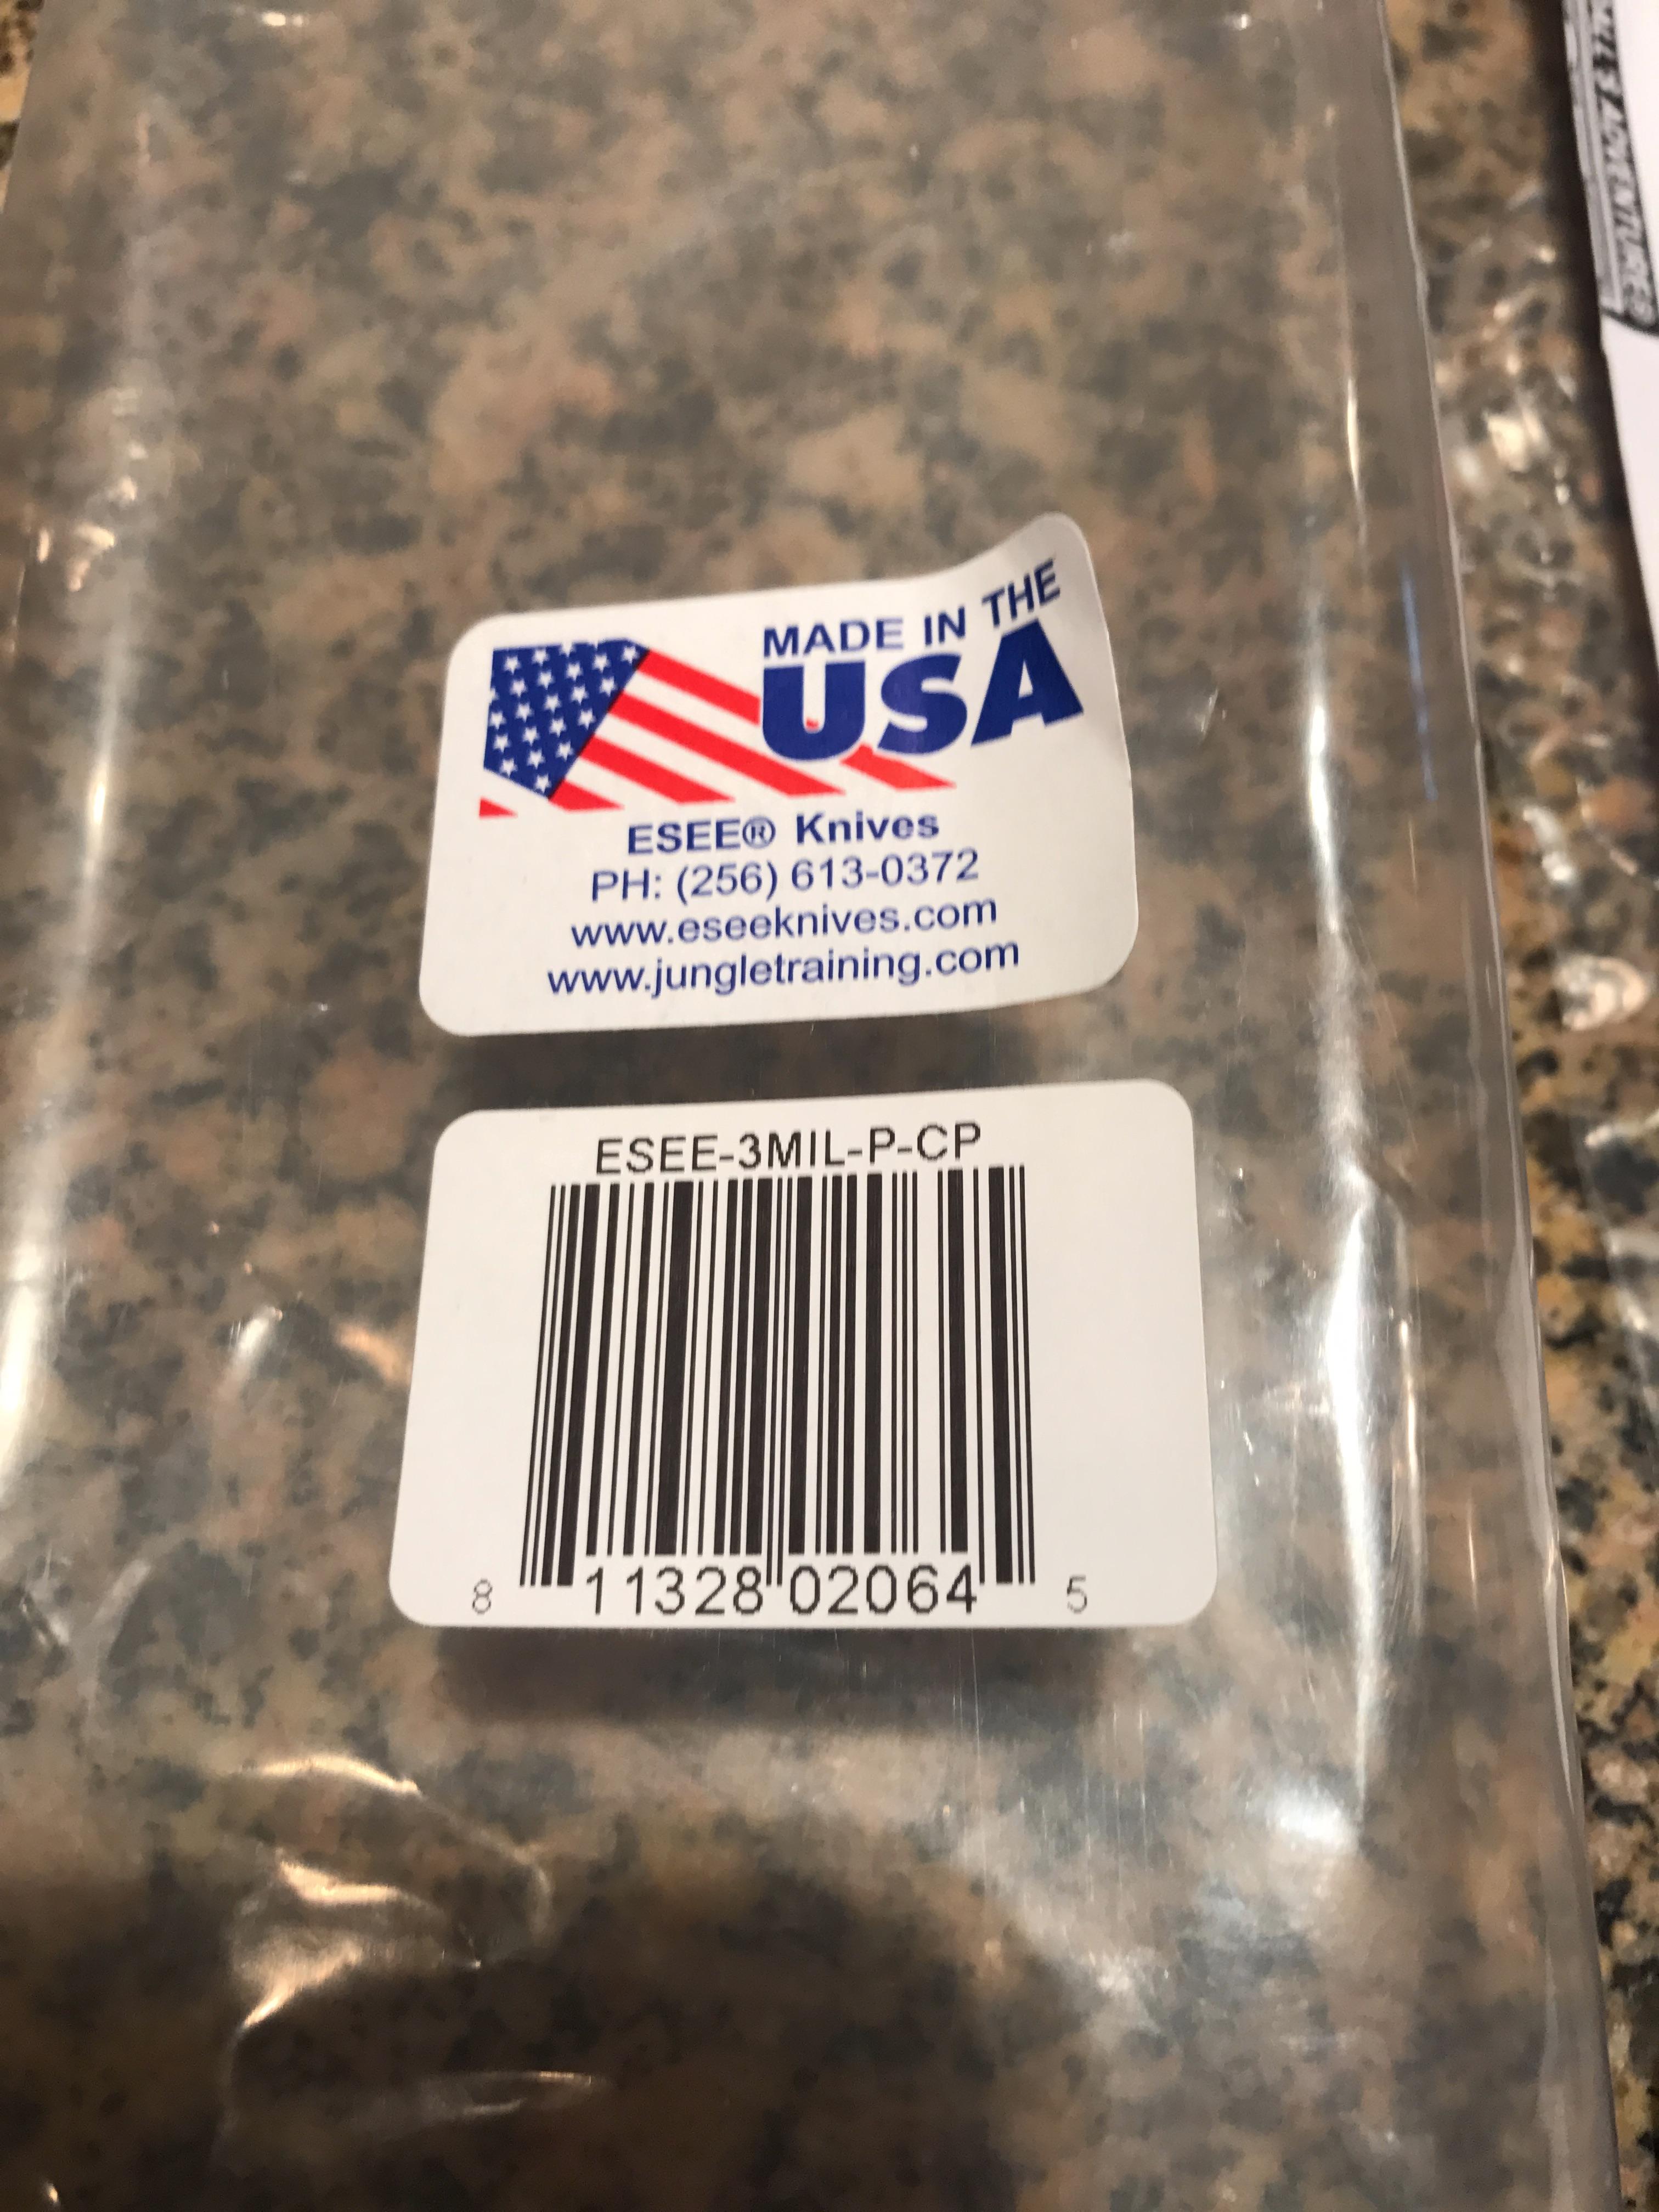 MADE IN THE
USA
ESEE® Knives
PH: (256) 613-0372
www.eseeknives.com
www.jungletraining.com
ESEE-3MIL-P-CP
8 11328 02064 5